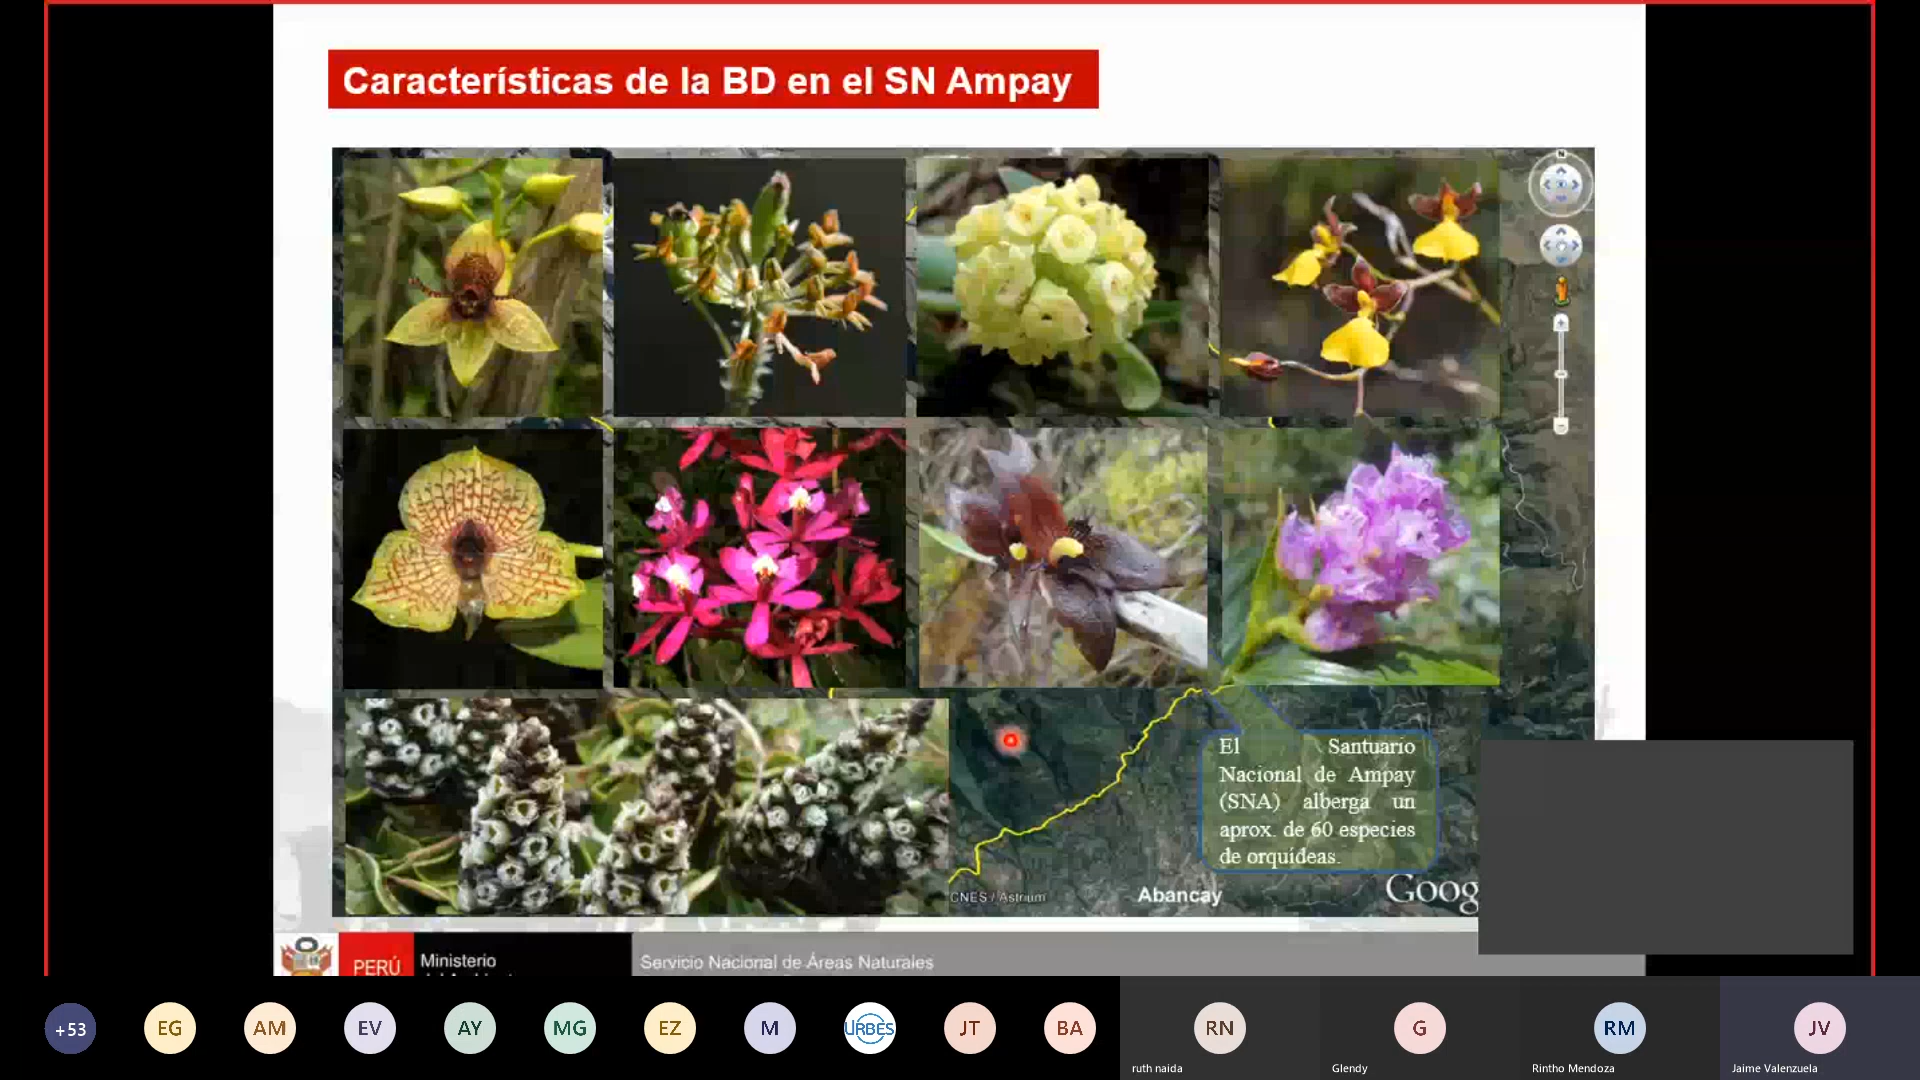 Características de la BD en el SN Ampay
N
El Santuario
Nacional de Ampay
(SNA) alberga un
aprox. de 60 especies
de orquídeas.
CNES / Astrium
Abancay
Goog
PERÚ
Ministerio
Servicio Nacional de Áreas Naturales
+53
EG
AM
EV
AY
MG
EZ
M
URBES
JT
BA
RN
G
RM
JV
ruth naida
Glendy
Rintho Mendoza
Jaime Valenzuela